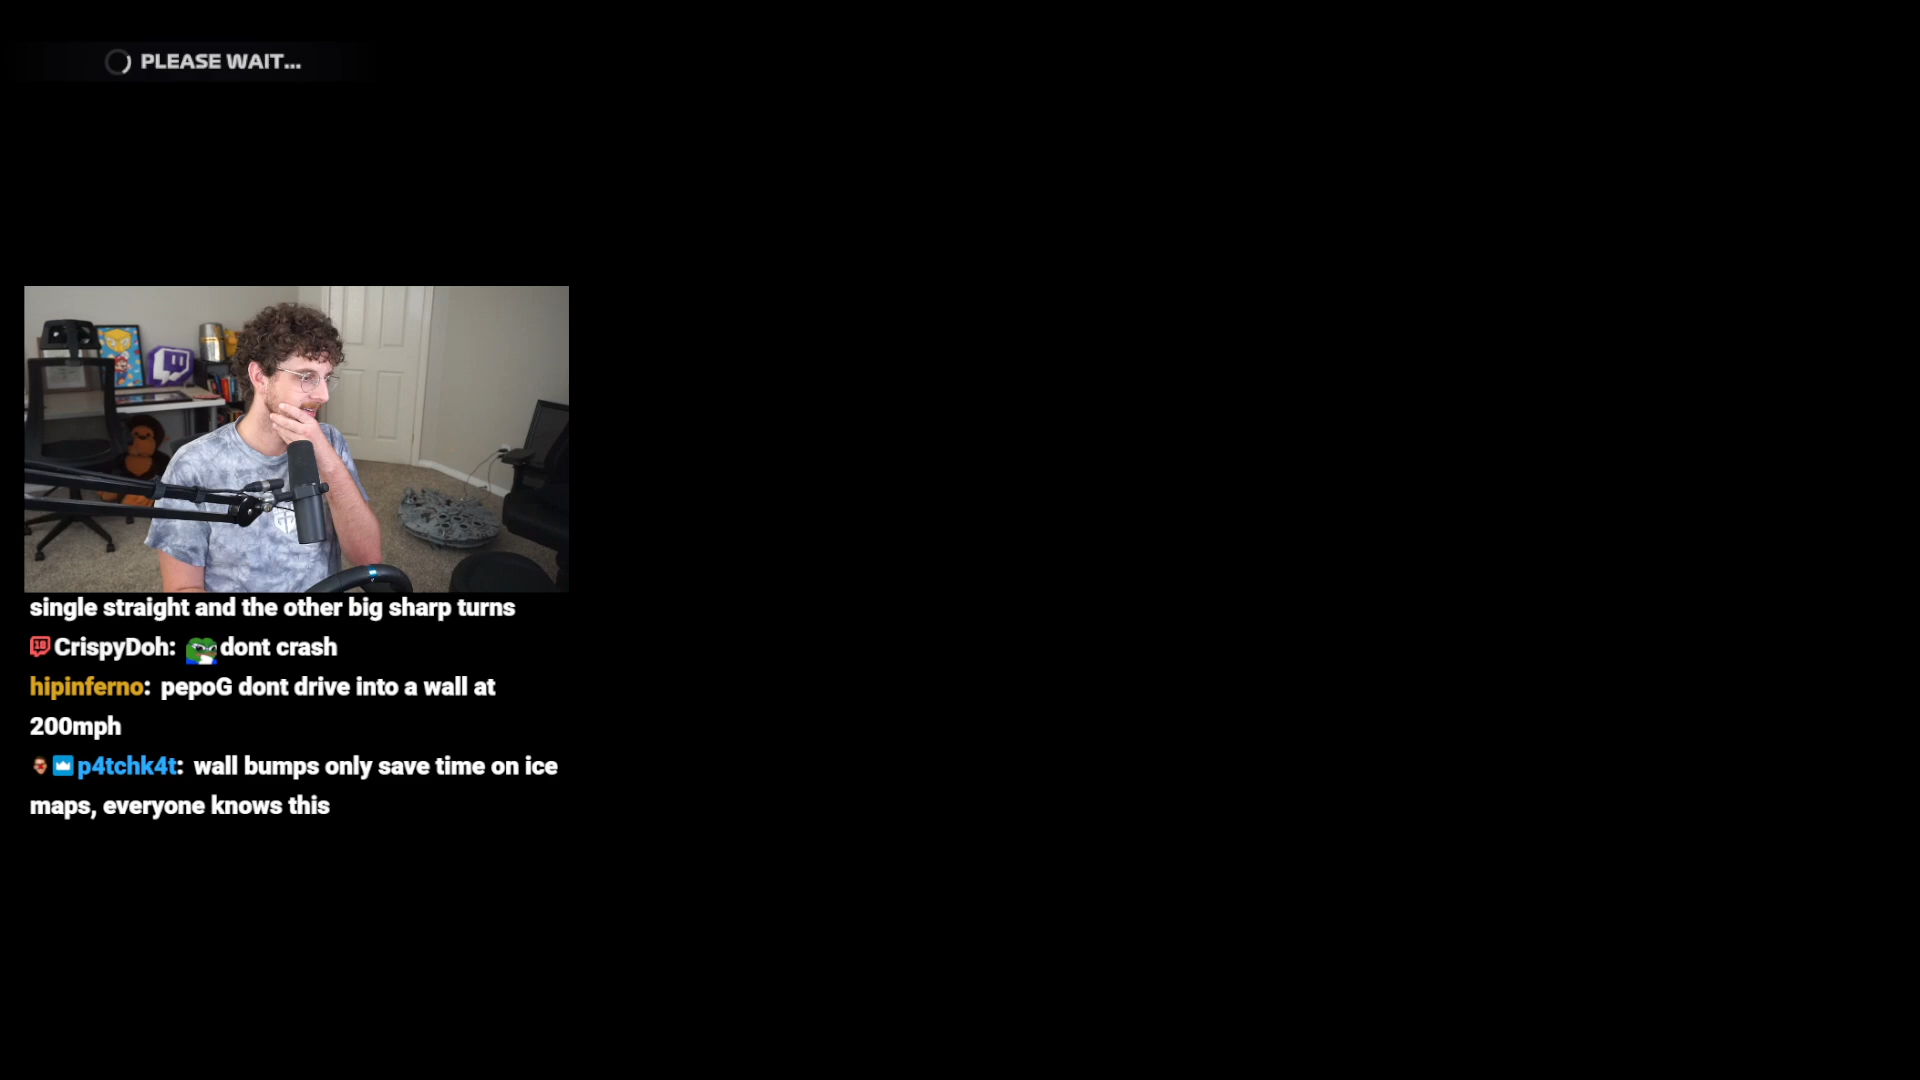 PLEASE WAIT...
single straight and the other big sharp turns
CrispyDoh: dont crash
hipinferno: pepoG dont drive into a wall at
200mph
p4tchk4t: wall bumps only save time on ice
maps, everyone knows this